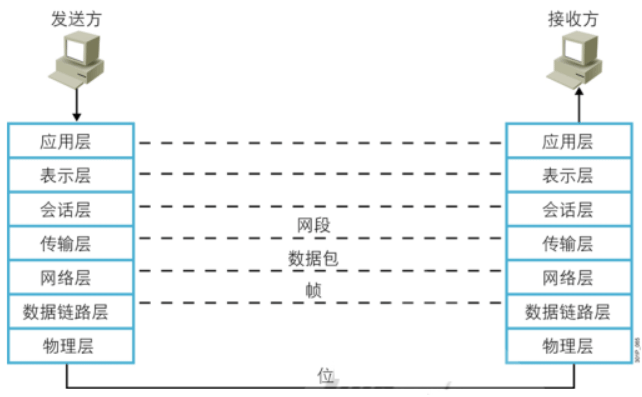 发送方
接收方
应用层
应用层
表示层
表示层
会话层
会话层
网段
传输层
传输层
数据包
网络层
网络层
帧
数据链路层
数据链路层
物理层
物理层
位